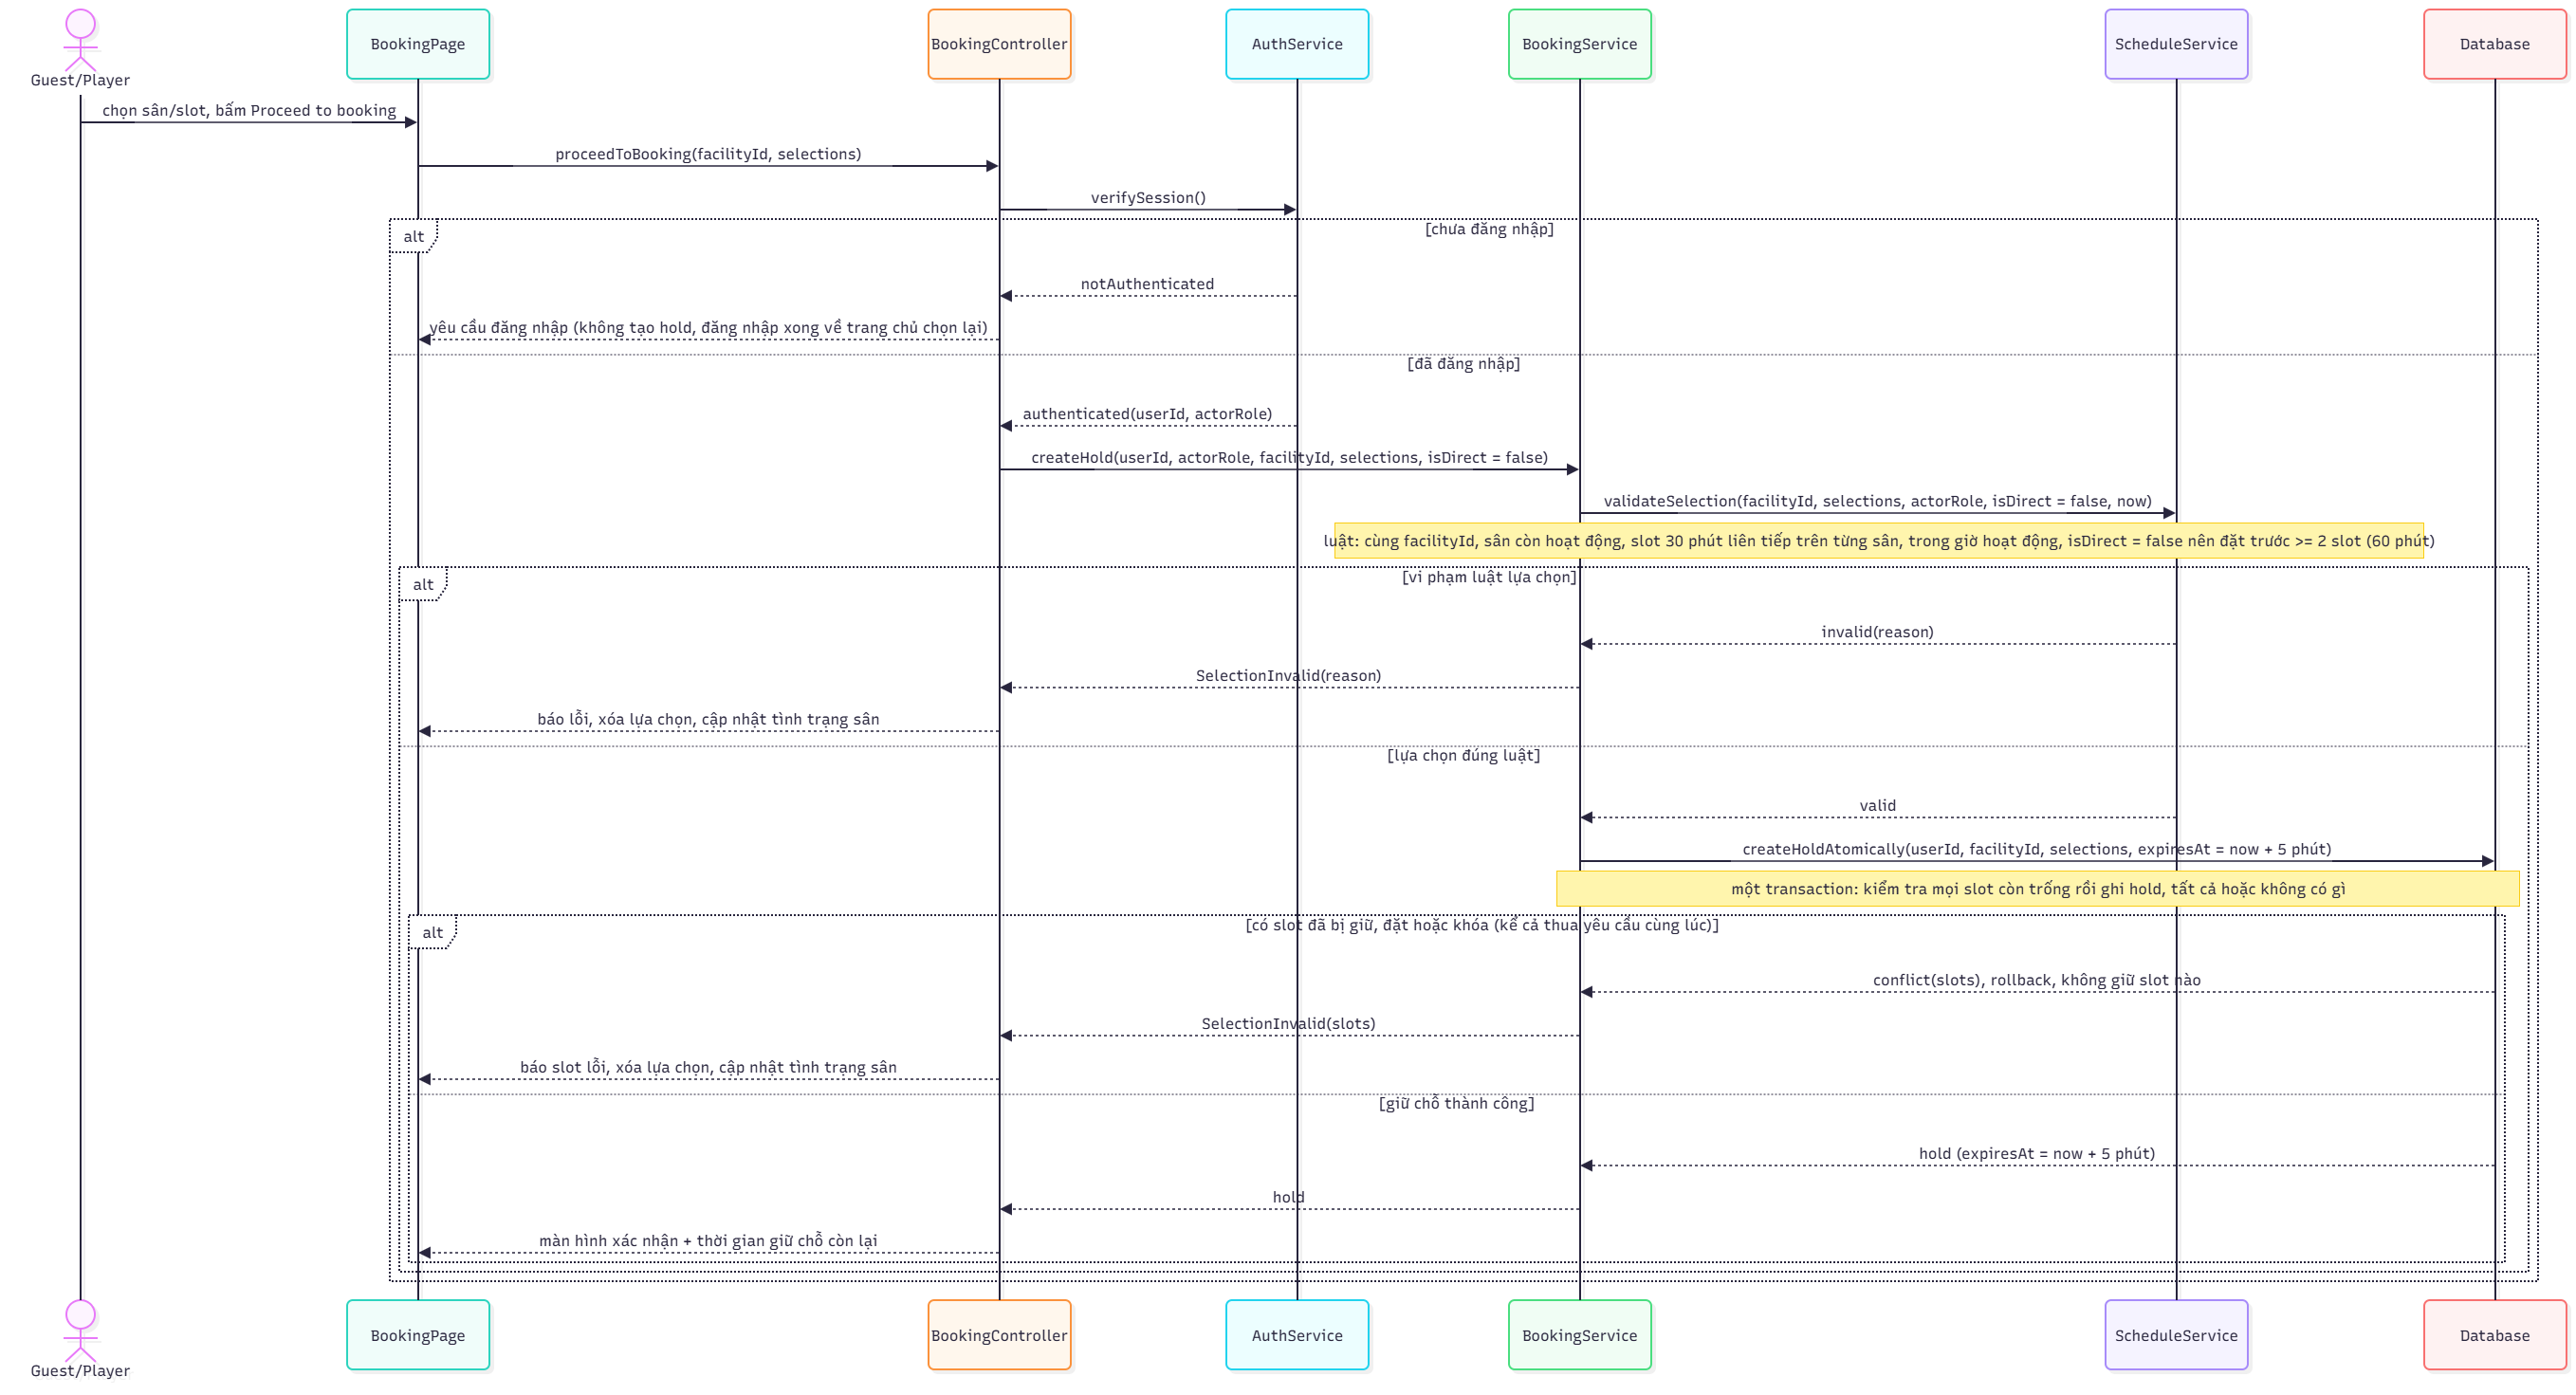 Guest/Player
BookingPage
BookingController
AuthService
BookingService
ScheduleService
Database
chọn sân/slot, bấm Proceed to booking
proceedToBooking(facilityId, selections)
verifySession()
alt
[chưa đăng nhập]
notAuthenticated
yêu cầu đăng nhập (không tạo hold, đăng nhập xong về trang chủ chọn lại)
[đã đăng nhập]
authenticated(userId, actorRole)
createHold(userId, actorRole, facilityId, selections, isDirect = false)
validateSelection(facilityId, selections, actorRole, isDirect = false, now)
luật: cùng facilityId, sân còn hoạt động, slot 30 phút liên tiếp trên từng sân, trong giờ hoạt động, isDirect = false nên đặt trước >= 2 slot (60 phút)
alt
[vi phạm luật lựa chọn]
invalid(reason)
SelectionInvalid(reason)
báo lỗi, xóa lựa chọn, cập nhật tình trạng sân
[lựa chọn đúng luật]
valid
createHoldAtomically(userId, facilityId, selections, expiresAt = now + 5 phút)
một transaction: kiểm tra mọi slot còn trống rồi ghi hold, tất cả hoặc không có gì
alt
[có slot đã bị giữ, đặt hoặc khóa (kể cả thua yêu cầu cùng lúc)]
conflict(slots), rollback, không giữ slot nào
SelectionInvalid(slots)
báo slot lỗi, xóa lựa chọn, cập nhật tình trạng sân
[giữ chỗ thành công]
hold (expiresAt = now + 5 phút)
hold
màn hình xác nhận + thời gian giữ chỗ còn lại
Guest/Player
BookingPage
BookingController
AuthService
BookingService
ScheduleService
Database